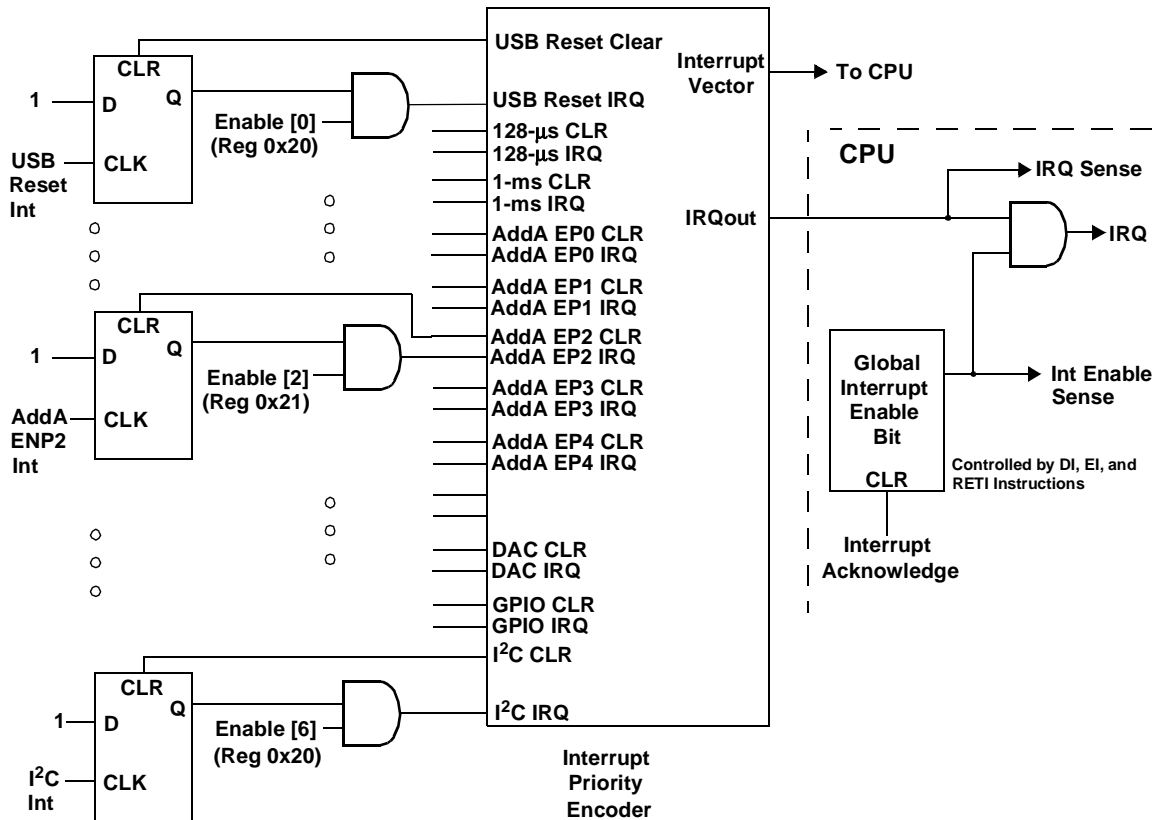 CLR
Q
1
D
CLK
USB
Reset
Int
Enable [0]
(Reg 0x20)
CLR
Q
1
D
CLK
AddA
ENP2
Int
Enable [2]
(Reg 0x21)
CLR
Q
1
D
CLK
I²C
Int
Enable [6]
(Reg 0x20)
USB Reset Clear
USB Reset IRQ
128-μs CLR
128-μs IRQ
1-ms CLR
1-ms IRQ
AddA EP0 CLR
AddA EP0 IRQ
AddA EP1 CLR
AddA EP1 IRQ
AddA EP2 CLR
AddA EP2 IRQ
AddA EP3 CLR
AddA EP3 IRQ
AddA EP4 CLR
AddA EP4 IRQ
DAC CLR
DAC IRQ
GPIO CLR
GPIO IRQ
I²C CLR
I²C IRQ
Interrupt
Vector
IRQout
Interrupt
Priority
Encoder
To CPU
CPU
IRQ Sense
IRQ
Global
Interrupt
Enable
Bit
CLR
Int Enable
Sense
Controlled by DI, EI, and
RETI Instructions
Interrupt
Acknowledge